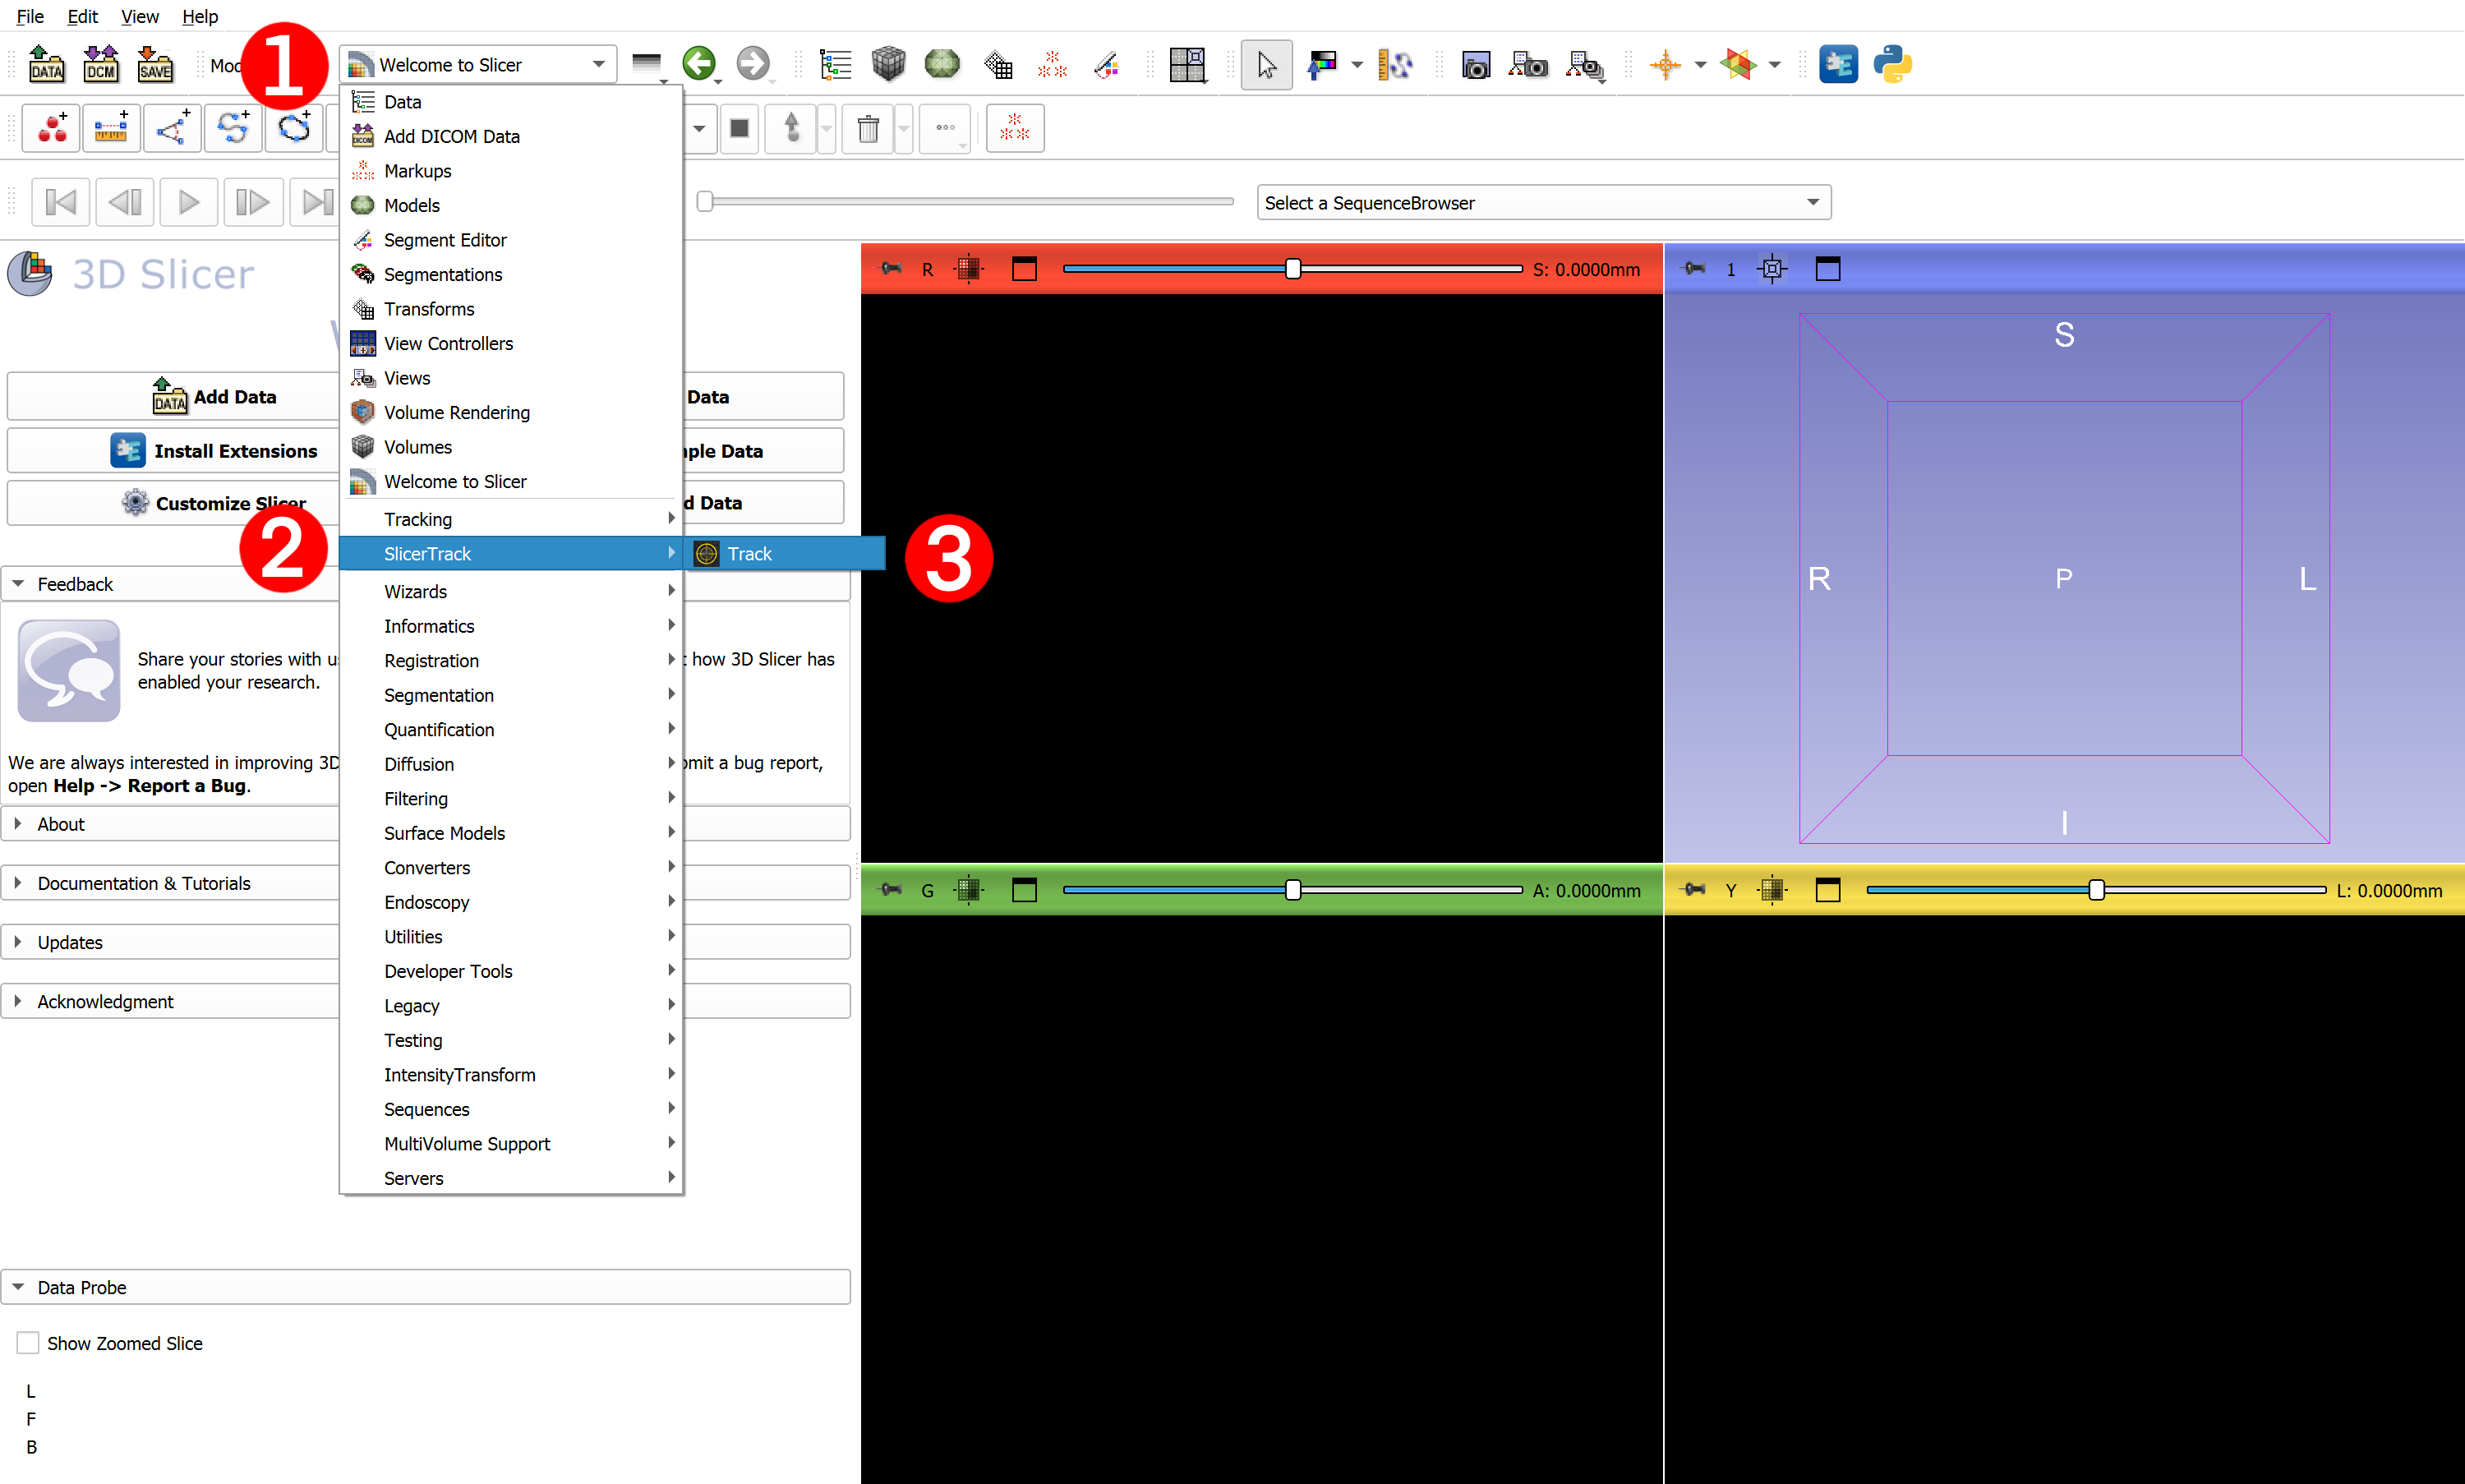 File Edit View Help
DATA DCM SAVE
1
Welcome to Slicer
Data
Add DICOM Data
Markups
Models
Segment Editor
Segmentations
Transforms
View Controllers
Views
Volume Rendering
Volumes
Welcome to Slicer
Tracking
SlicerTrack
Track
2
3
Wizards
Informatics
Registration
Segmentation
Quantification
Diffusion
Filtering
Surface Models
Converters
Endoscopy
Utilities
Developer Tools
Legacy
Testing
IntensityTransform
Sequences
MultiVolume Support
Servers
Select a SequenceBrowser
3D Slicer
Add Data
Data
Install Extensions
Data
Customize Slicer
Data
Feedback
Share your stories with
how 3D Slicer has
enabled your research.
We are always interested in improving 3D
a bug report,
open Help -> Report a Bug.
About
Documentation & Tutorials
Updates
Acknowledgment
Data Probe
Show Zoomed Slice
L
F
B
R S: 0.0000mm
1
S
R P L
I
G A: 0.0000mm
Y L: 0.0000mm